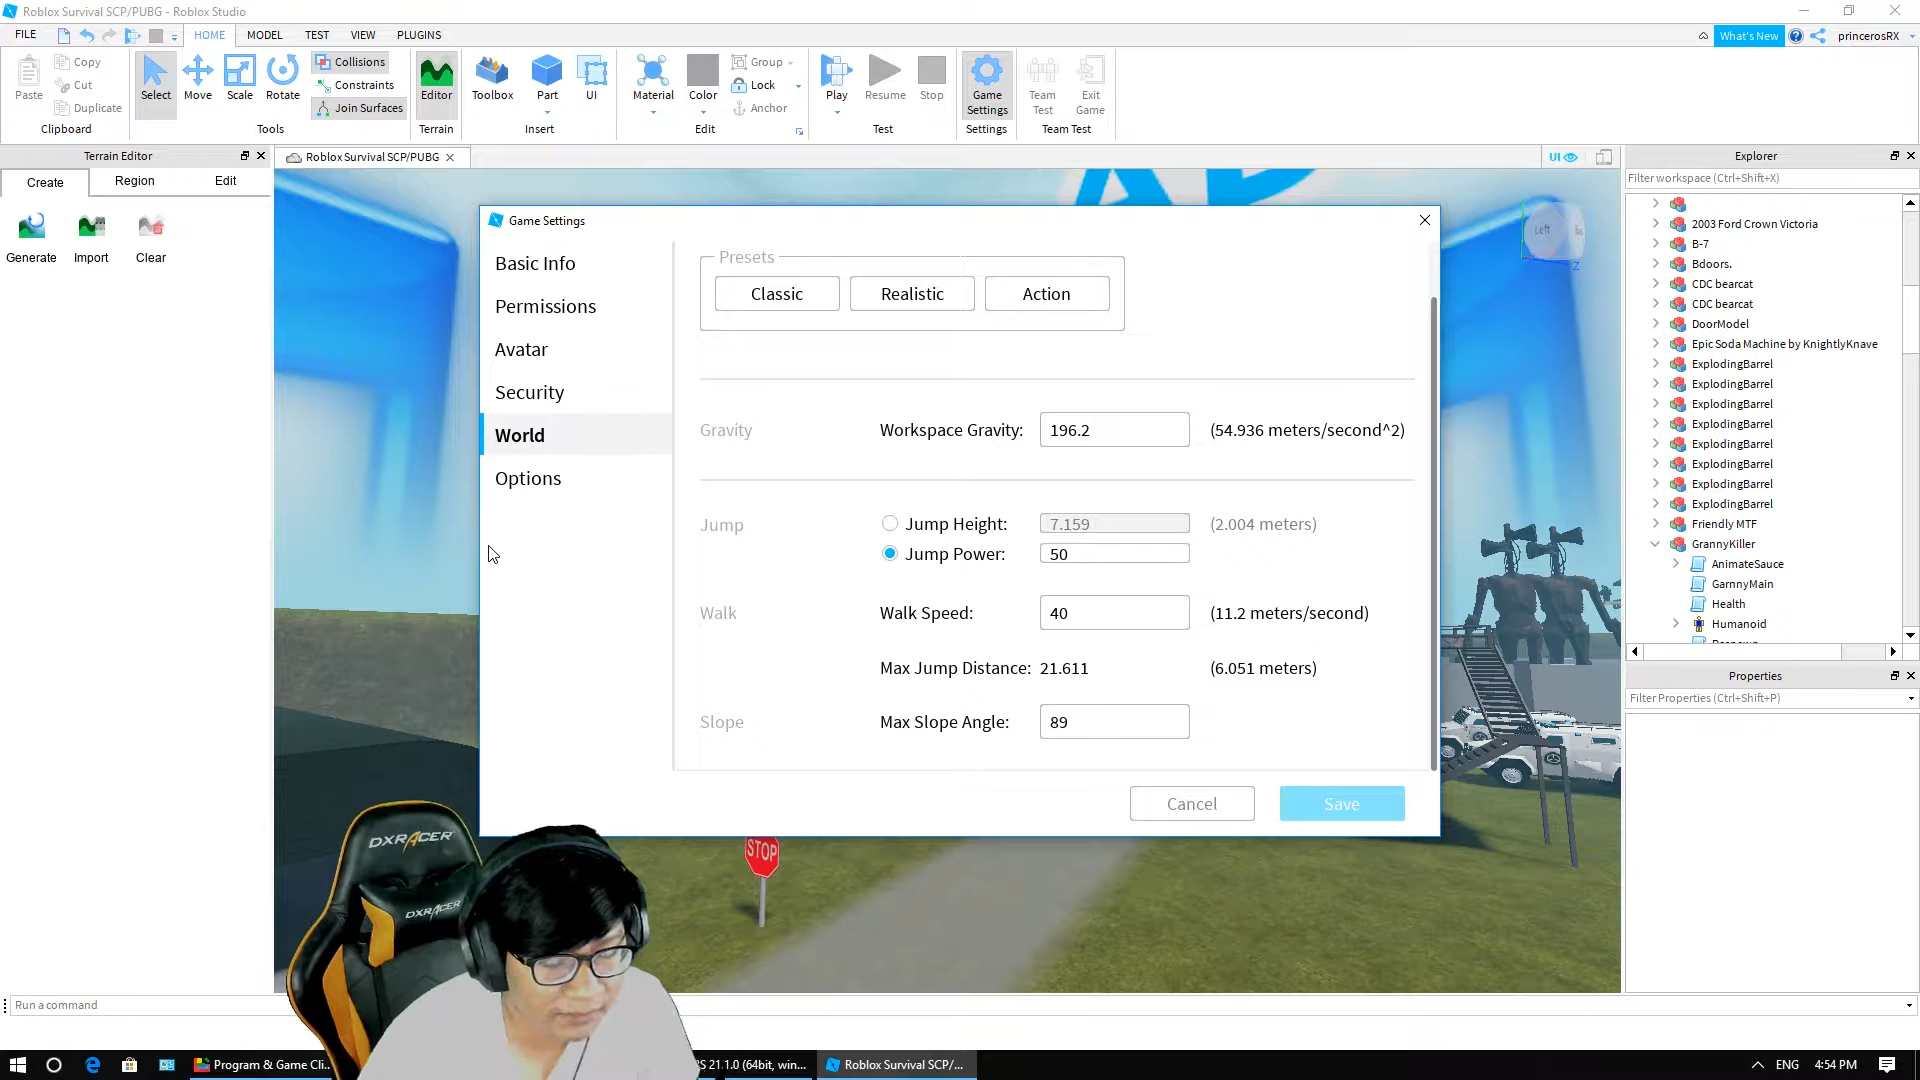 Roblox Survival SCP/PUBG - Roblox Studio
FILE HOME MODEL TEST VIEW PLUGINS What's New princerosRX
Paste Copy Cut Duplicate
Select Move Scale Rotate Collisions Constraints Join Surfaces
Editor Toolbox Part UI
Material Color Group Lock Anchor
Play Resume Stop
Game Settings
Team Test
Exit Game
Clipboard Tools Terrain Insert Edit Test Settings Team Test
Terrain Editor
Create Region Edit
Generate Import Clear
Roblox Survival SCP/PUBG
UI
Left
Z
Game Settings
Basic Info
Permissions
Avatar
Security
World
Options
Presets
Classic Realistic Action
Gravity Workspace Gravity: 196.2 (54.936 meters/second^2)
Jump Jump Height: 7.159 (2.004 meters)
Jump Power: 50
Walk Walk Speed: 40 (11.2 meters/second)
Max Jump Distance: 21.611 (6.051 meters)
Slope Max Slope Angle: 89
Cancel Save
STOP
DXRACER
DXRACER
Explorer
Filter workspace (Ctrl+Shift+X)
2003 Ford Crown Victoria
B-7
Bdoors.
CDC bearcat
CDC bearcat
DoorModel
Epic Soda Machine by KnightlyKnave
ExplodingBarrel
ExplodingBarrel
ExplodingBarrel
ExplodingBarrel
ExplodingBarrel
ExplodingBarrel
ExplodingBarrel
ExplodingBarrel
Friendly MTF
GrannyKiller
AnimateSauce
GarnnyMain
Health
Humanoid
Properties
Filter Properties (Ctrl+Shift+P)
Run a command
Program & Game Cli...
S 21.1.0 (64bit, win...
Roblox Survival SCP/...
ENG 4:54 PM